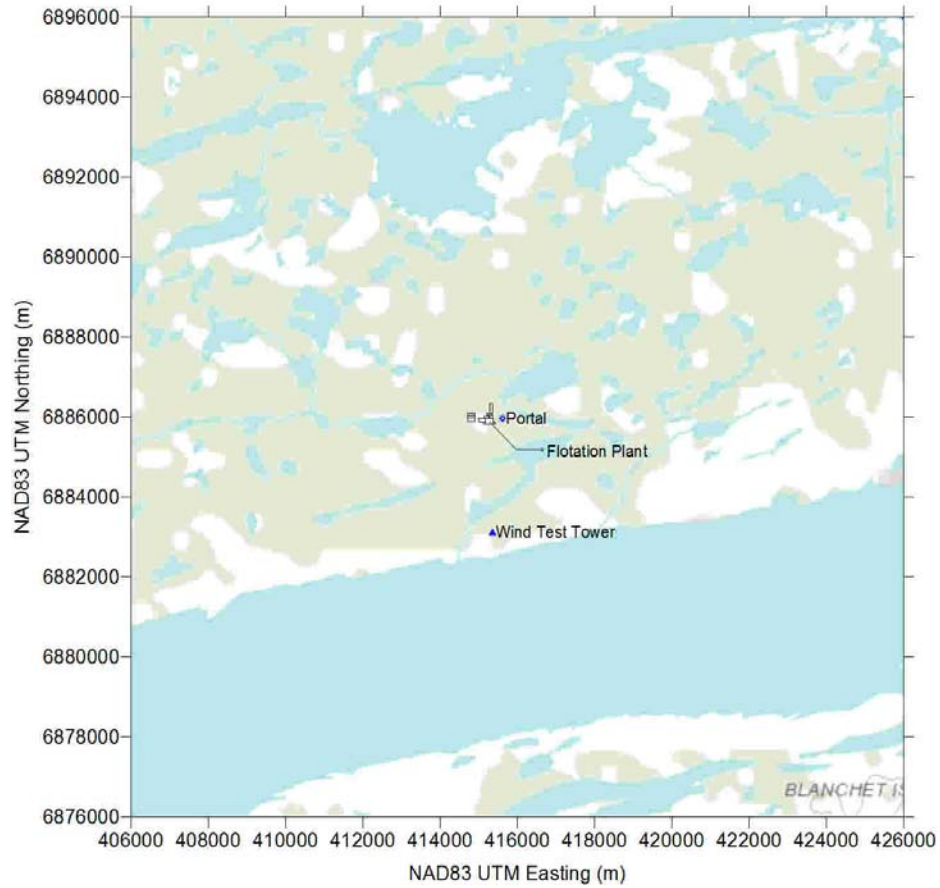 6896000
6894000
6892000
6890000
6888000
6886000
6884000
6882000
6880000
6878000
6876000
NAD83 UTM Northing (m)
Portal
Flotation Plant
Wind Test Tower
BLANCHET IS
406000 408000 410000 412000 414000 416000 418000 420000 422000 424000 426000
NAD83 UTM Easting (m)